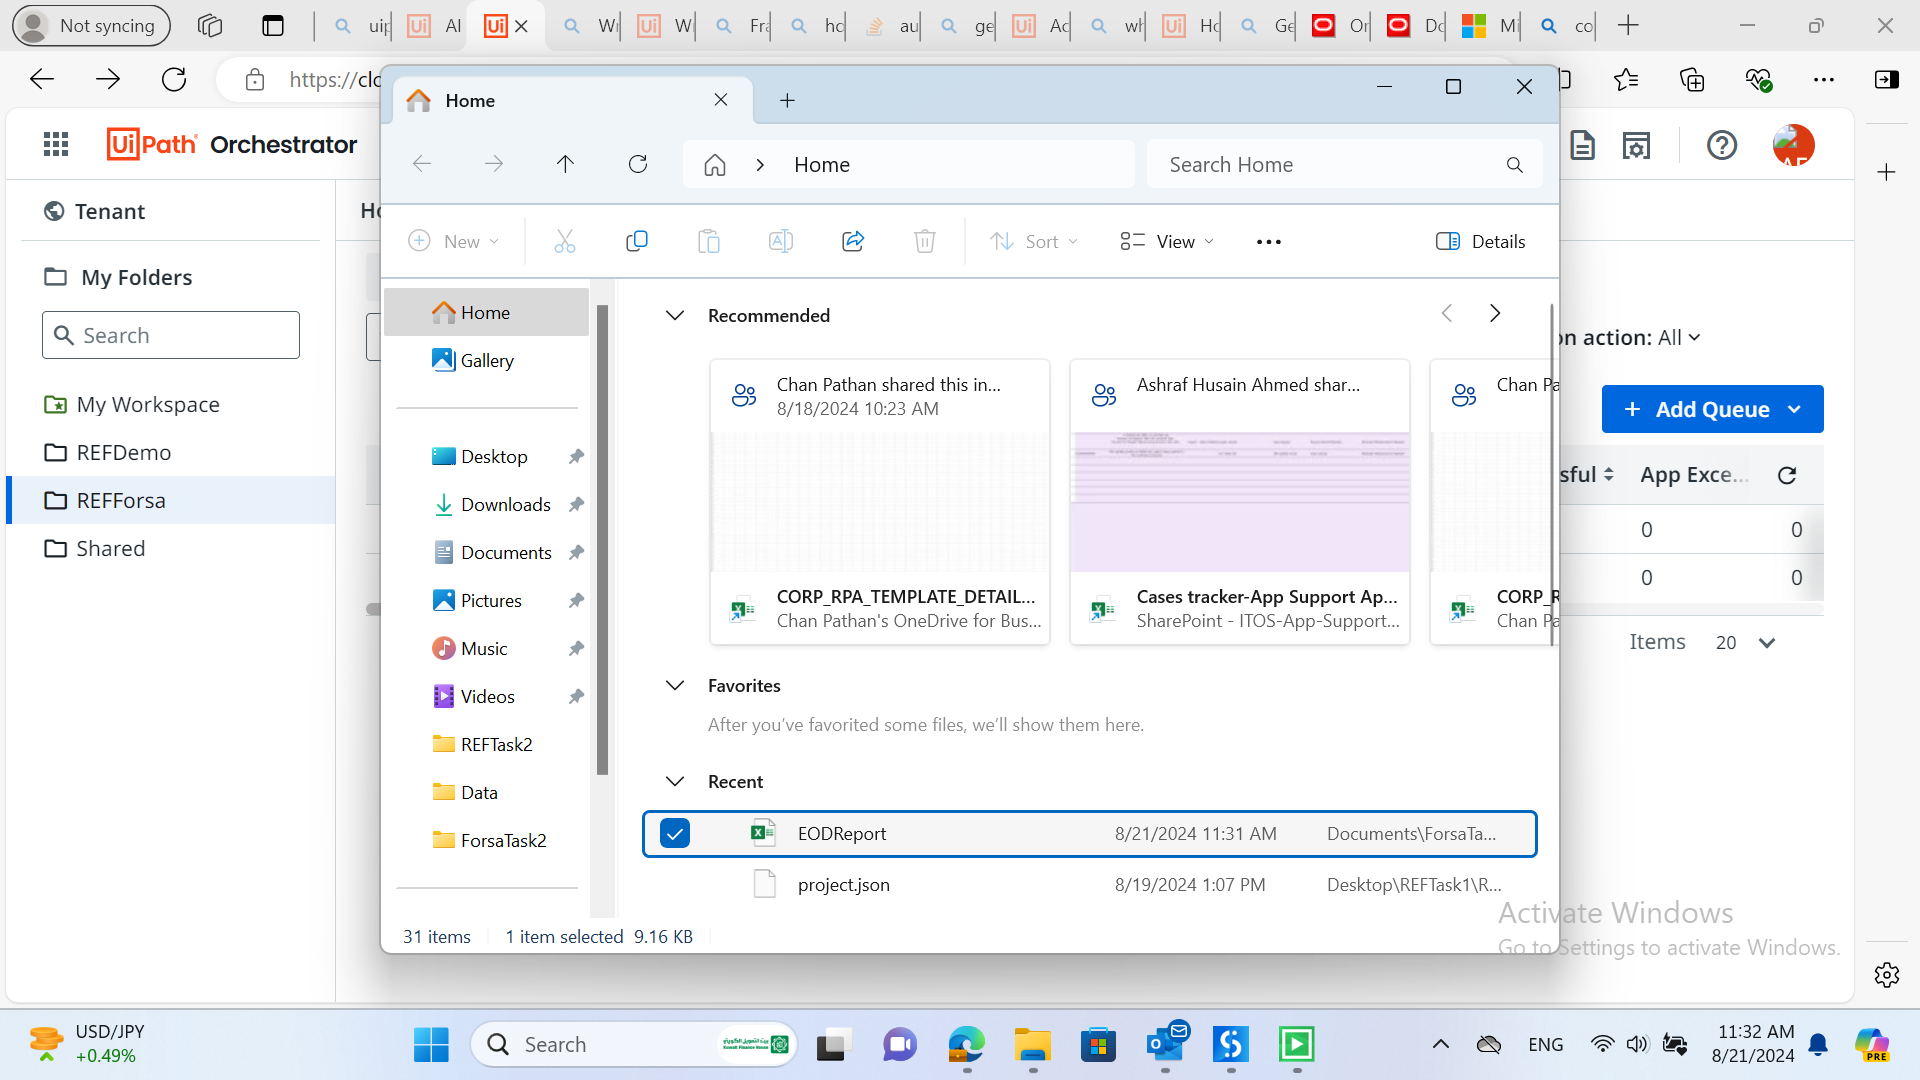 Not syncing
uip
AI
Wr
Wi
Fra
ho
au
ge
Ac
wh
Ho
Ge
Or
Do
Mi
co
https://clo
Home
UiPath Orchestrator
Home
Search Home
Tenant
New
Sort
View
Details
My Folders
Search
My Workspace
REFDemo
REFForsa
Shared
Home
Gallery
Desktop
Downloads
Documents
Pictures
Music
Videos
REFTask2
Data
ForsaTask2
Recommended
Chan Pathan shared this in...
8/18/2024 10:23 AM
CORP_RPA_TEMPLATE_DETAIL...
Chan Pathan's OneDrive for Bus...
Ashraf Husain Ahmed shar...
Cases tracker-App Support Ap...
SharePoint - ITOS-App-Support...
Chan Pa
CORP_R
Chan Pa
Favorites
After you've favorited some files, we'll show them here.
Recent
EODReport 8/21/2024 11:31 AM Documents\ForsaTa...
project.json 8/19/2024 1:07 PM Desktop\REFTask1\R...
31 items 1 item selected 9.16 KB
on action: All
Add Queue
sful App Exce...
0 0
0 0
Items 20
Activate Windows
Go to Settings to activate Windows.
USD/JPY
+0.49%
Search
ENG
11:32 AM
8/21/2024
PRE